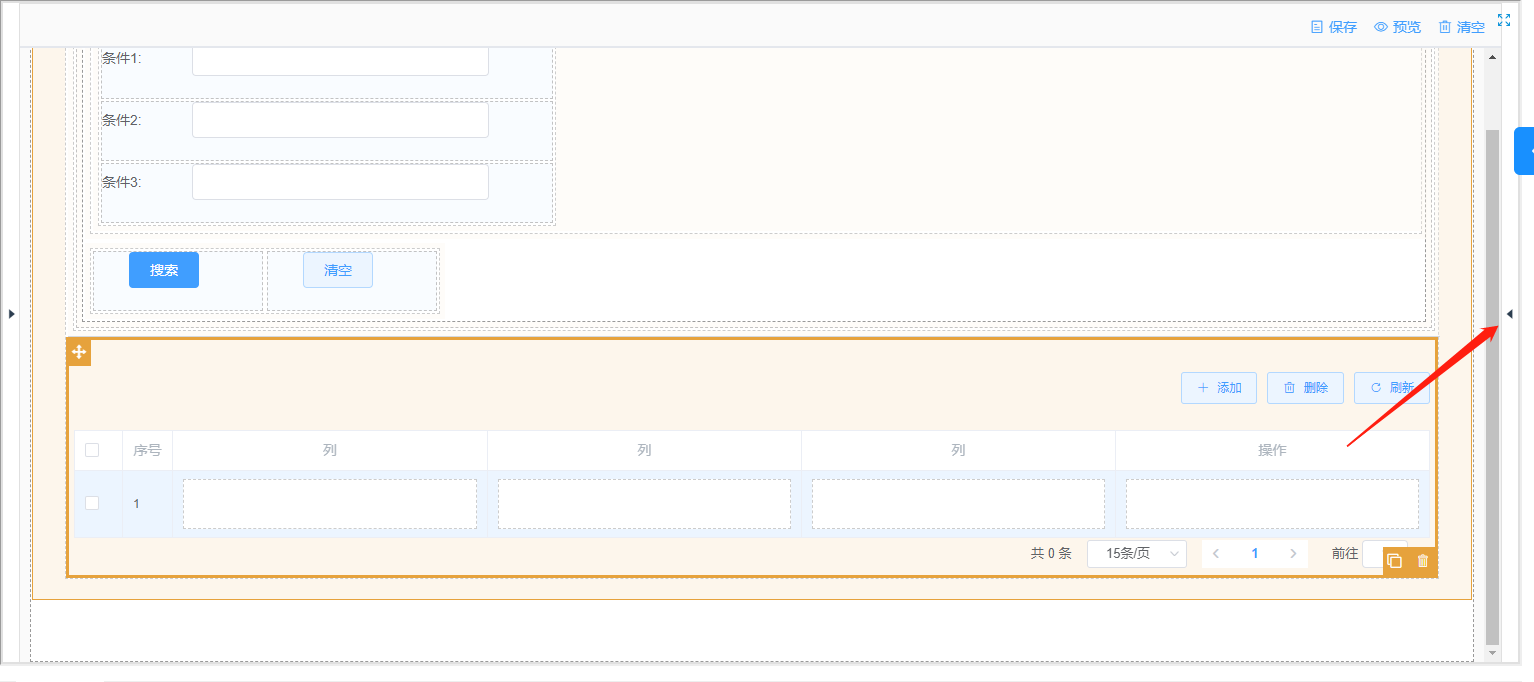 保存 预览 清空
条件1:
条件2:
条件3:
搜索 清空
添加 删除 刷新
序号 列 列 列 操作
1
共 0 条 15条/页 1 前往